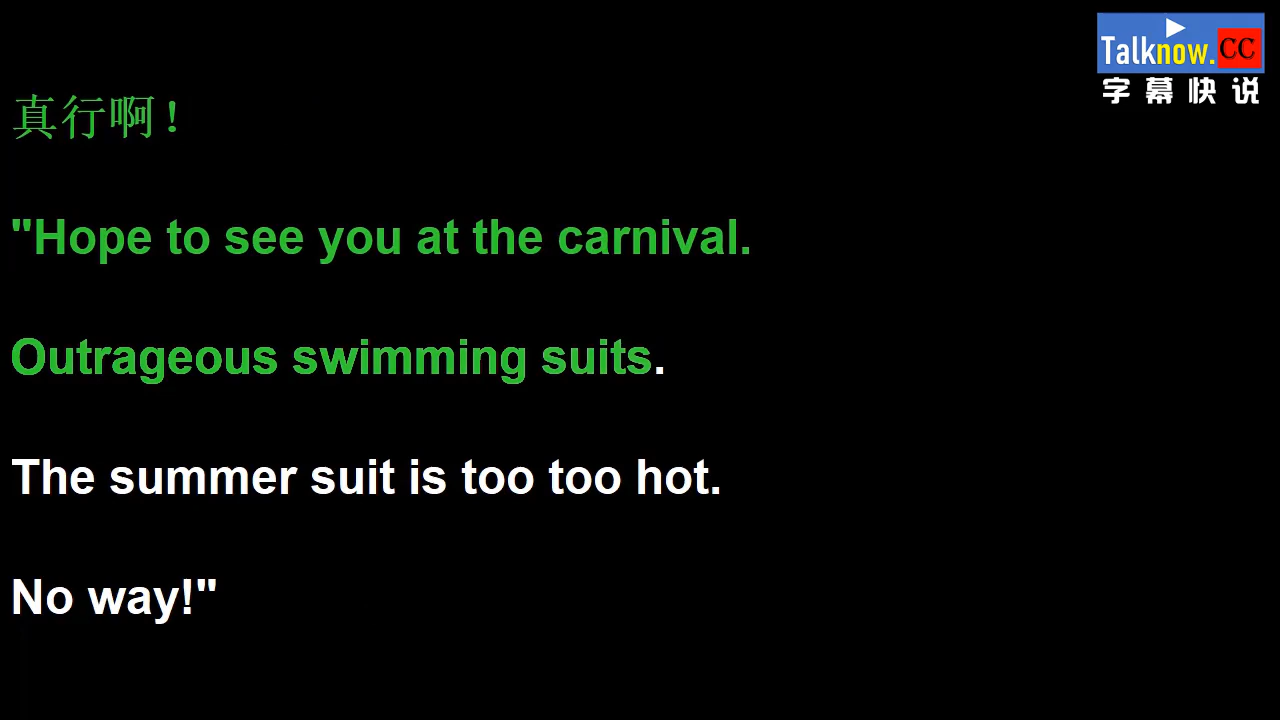 Talknow.CC
字幕快说
真行啊！
"Hope to see you at the carnival.
Outrageous swimming suits.
The summer suit is too too hot.
No way!"